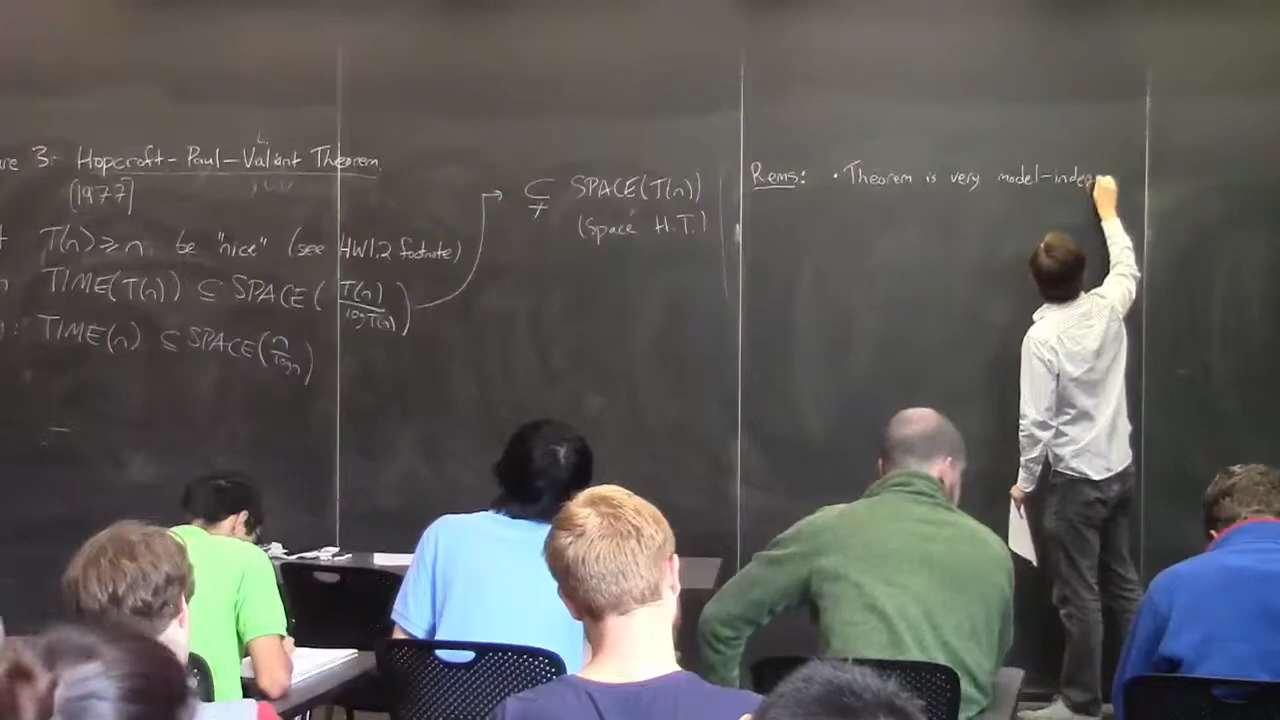 3: Hopcroft-Paul-Valiant Theorem
[1977]
T(n) ≥ n be "nice" (see HW1.2 footnote)
TIME(T(n)) ⊆ SPACE(T(n)/log T(n))
TIME(n) ⊆ SPACE(n/log n)
⊊ SPACE(T(n))
(Space H.T.)
Rems: • Theorem is very model-indep